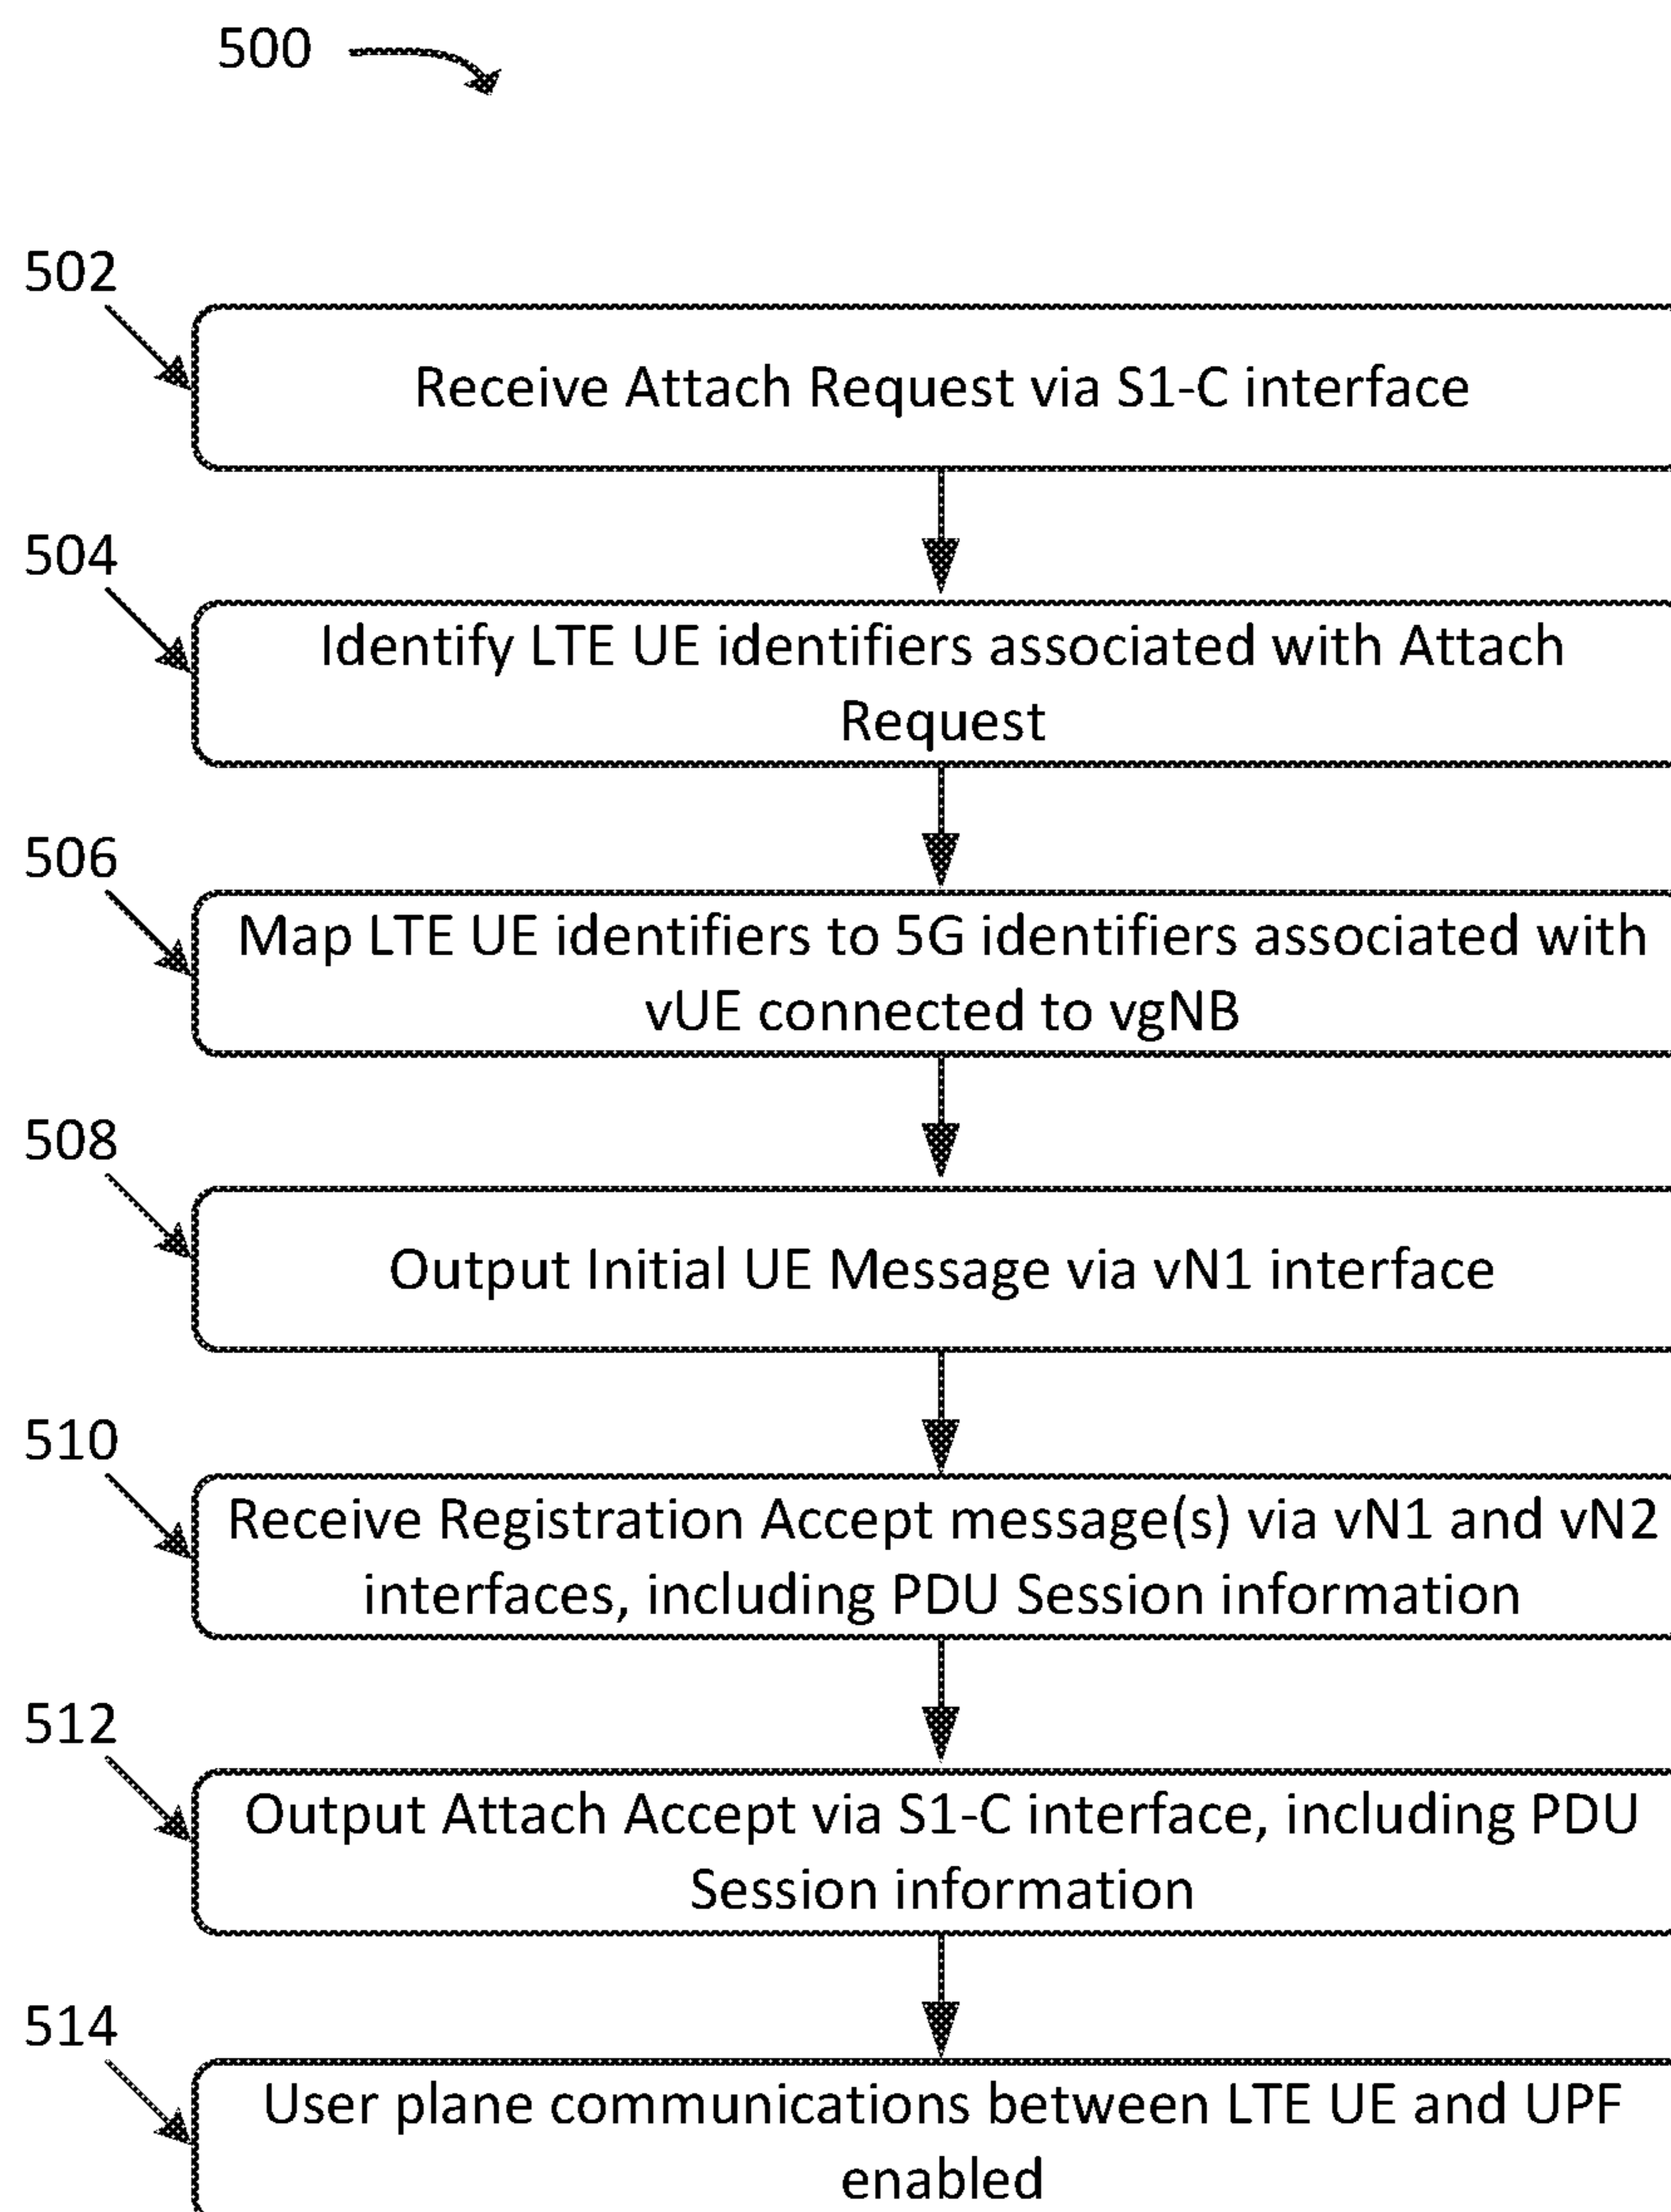 500
502
Receive Attach Request via S1-C interface
504
Identify LTE UE identifiers associated with Attach
Request
506
Map LTE UE identifiers to 5G identifiers associated with
vUE connected to vgNB
508
Output Initial UE Message via vN1 interface
510
Receive Registration Accept message(s) via vN1 and vN2
interfaces, including PDU Session information
512
Output Attach Accept via S1-C interface, including PDU
Session information
514
User plane communications between LTE UE and UPF
enabled